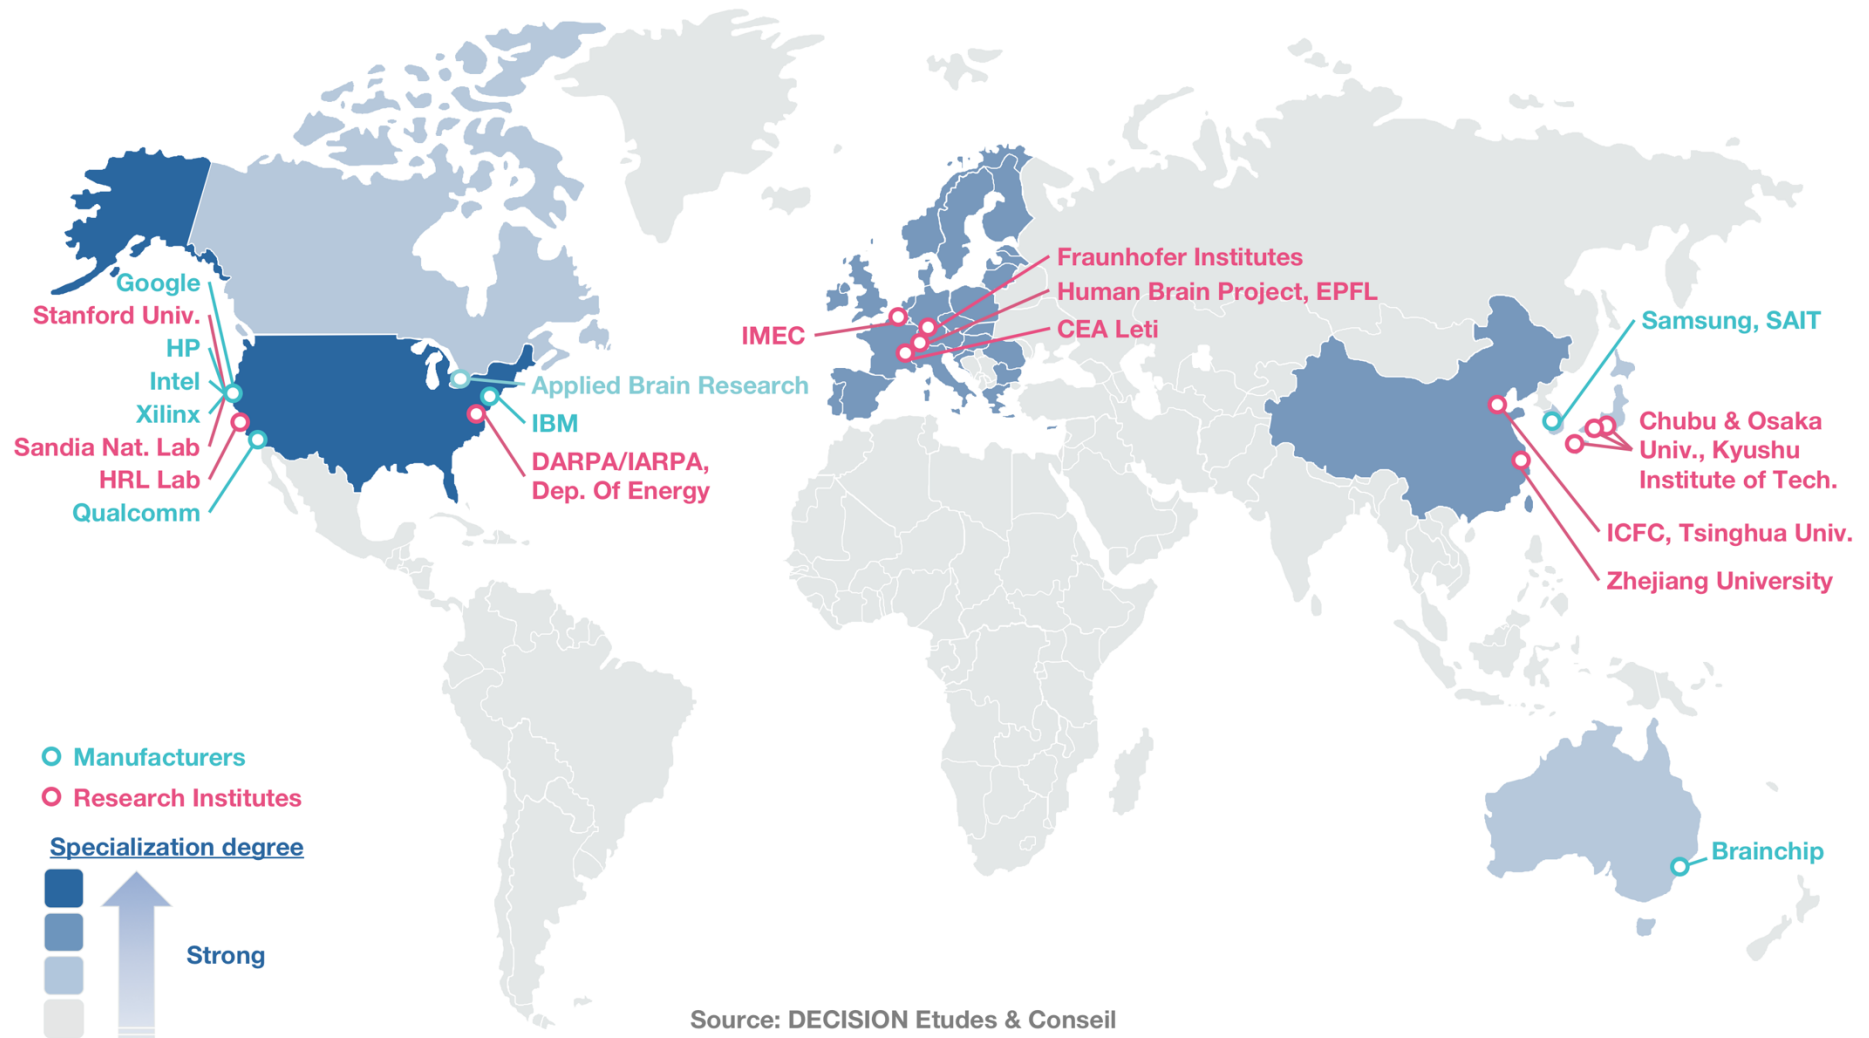 Google
Stanford Univ.
HP
Intel
Xilinx
Sandia Nat. Lab
HRL Lab
Qualcomm
Applied Brain Research
IBM
DARPA/IARPA,
Dep. Of Energy
IMEC
Fraunhofer Institutes
Human Brain Project, EPFL
CEA Leti
Samsung, SAIT
Chubu & Osaka
Univ., Kyushu
Institute of Tech.
ICFC, Tsinghua Univ.
Zhejiang University
Brainchip
Manufacturers
Research Institutes
Specialization degree
Strong
Source: DECISION Etudes & Conseil